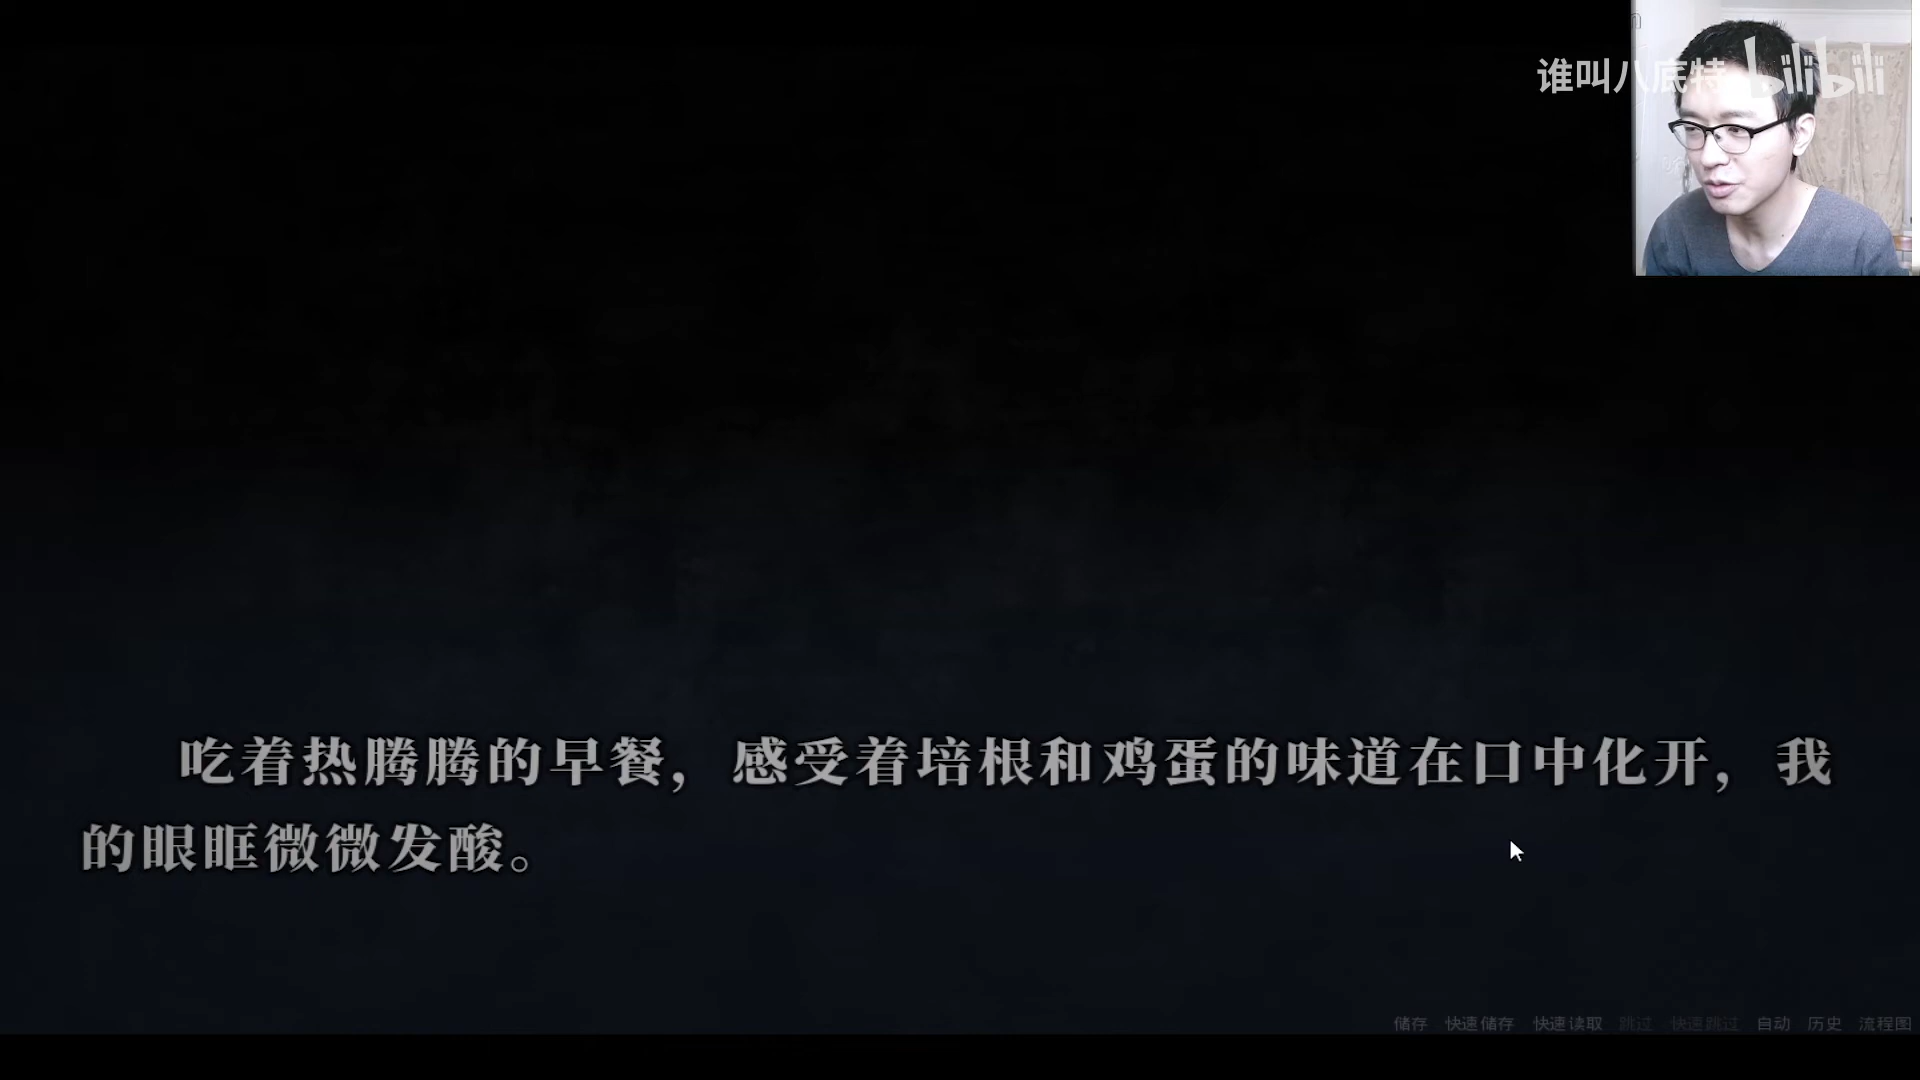 谁叫八底特 bilibili
吃着热腾腾的早餐，感受着培根和鸡蛋的味道在口中化开，我
的眼眶微微发酸。
储存 快速储存 快速读取 跳过 快速跳过 自动 历史 流程图